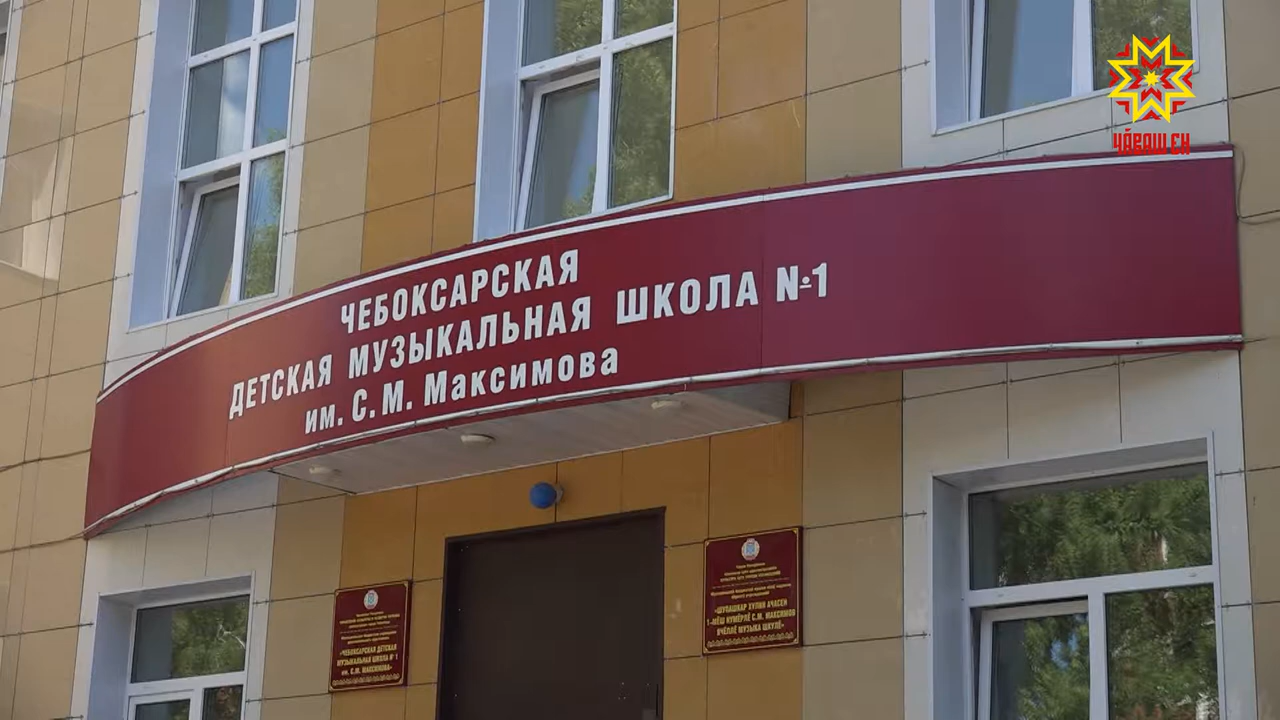 ЧӐВАШ ЕН
ЧЕБОКСАРСКАЯ
ДЕТСКАЯ МУЗЫКАЛЬНАЯ ШКОЛА №1
им. С. М. Максимова
«ЧЕБОКСАРСКАЯ ДЕТСКАЯ
МУЗЫКАЛЬНАЯ ШКОЛА № 1
им. С.М. МАКСИМОВА»
«ШУПАШКАР ХУЛИН АЧАСЕН
1-МӖШ НУМӖРЛӖ С.М. МАКСИМОВ
ЯЧӖЛЛӖ МУЗЫКА ШКУЛӖ»